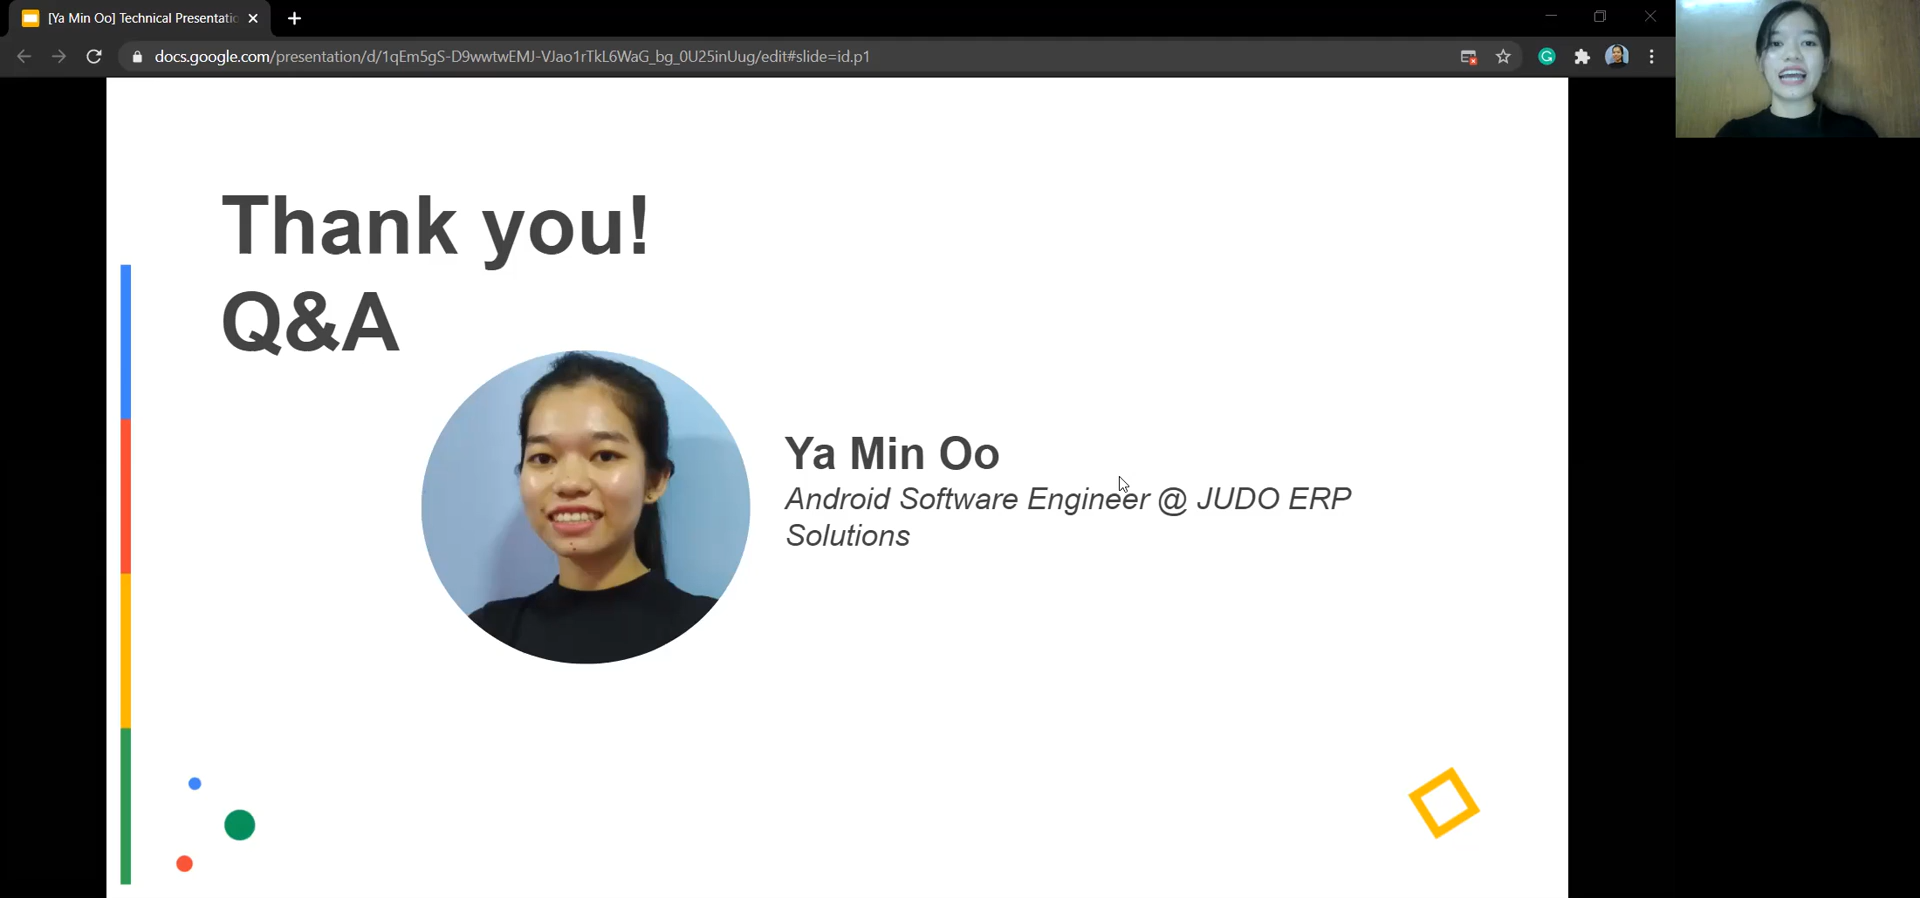 [Ya Min Oo] Technical Presentatio
docs.google.com/presentation/d/1qEm5gS-D9wwtwEMJ-VJao1rTkL6WaG_bg_0U25inUug/edit#slide=id.p1
Thank you!
Q&A
Ya Min Oo
Android Software Engineer @ JUDO ERP
Solutions